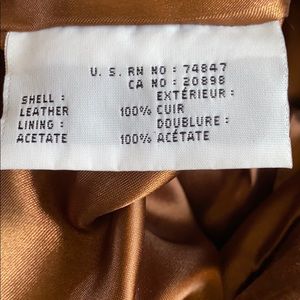 U. S. RN NO : 74847
CA NO : 20898
SHELL : EXTÉRIEUR :
LEATHER 100% CUIR
LINING : DOUBLURE :
ACETATE 100% ACÉTATE